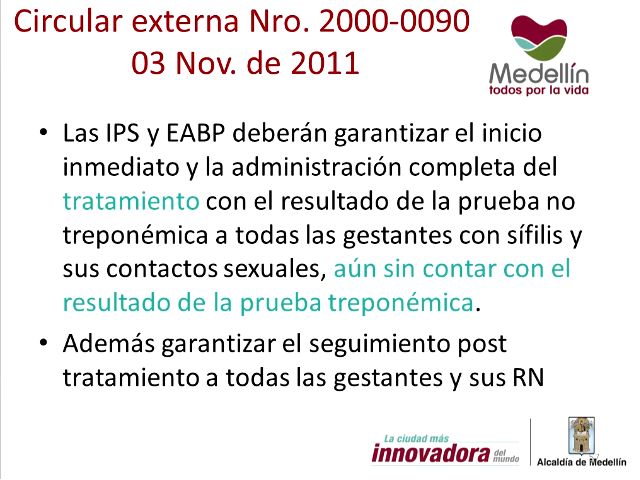 Circular externa Nro. 2000-0090
03 Nov. de 2011
Medellín
todos por la vida
• Las IPS y EABP deberán garantizar el inicio
inmediato y la administración completa del
tratamiento con el resultado de la prueba no
treponémica a todas las gestantes con sífilis y
sus contactos sexuales, aún sin contar con el
resultado de la prueba treponémica.
• Además garantizar el seguimiento post
tratamiento a todas las gestantes y sus RN
La ciudad más
innovadora del
mundo
Alcaldía de Medellín